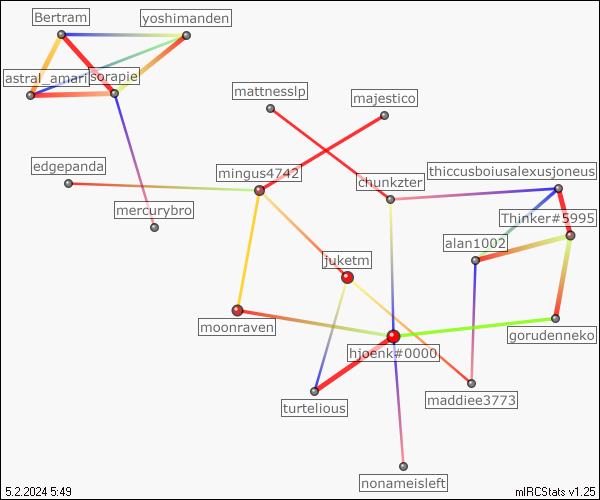 Bertram
yoshimanden
astral_amari
sorapie
mattnesslp
majestico
edgepanda
mingus4742
chunkzter
thiccusboiusalexusjoneus
mercurybro
Thinker#5995
alan1002
juketm
moonraven
gorudenneko
hjoenk#0000
maddiee3773
turtelious
nonameisleft
5.2.2024 5:49
mIRCStats v1.25